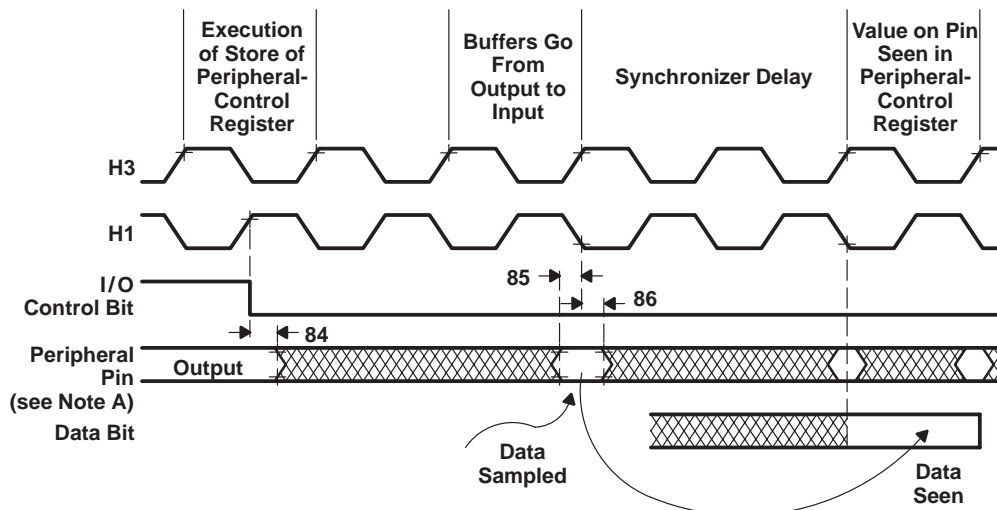 Execution
of Store of
Peripheral-
Control
Register
Buffers Go
From
Output to
Input
Synchronizer Delay
Value on Pin
Seen in
Peripheral-
Control
Register
H3
H1
I/O
Control Bit
85
86
84
Peripheral
Pin
(see Note A)
Output
Data Bit
Data
Sampled
Data
Seen